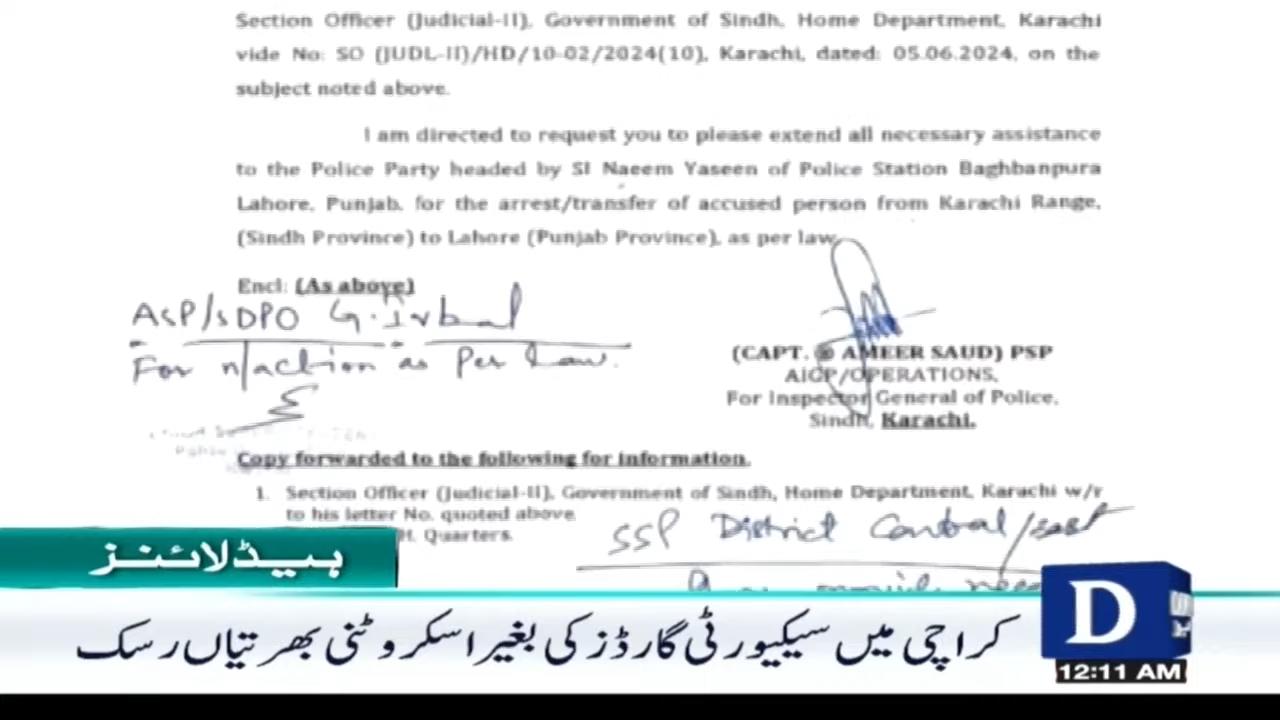 Section Officer (Judicial-II), Government of Sindh, Home Department, Karachi
vide No: SO (JUDL-II)/HD/10-02/2024(10), Karachi, dated: 05.06.2024, on the
subject noted above.
I am directed to request you to please extend all necessary assistance
to the Police Party headed by SI Naeem Yaseen of Police Station Baghbanpura
Lahore, Punjab, for the arrest/transfer of accused person from Karachi Range,
(Sindh Province) to Lahore (Punjab Province), as per law.
Encl: (As above)
ASP/SDPO G. Iqbal
For n/action as Per Law.
(CAPT. ® AMEER SAUD) PSP
AIGP/OPERATIONS,
For Inspector General of Police,
Sindh, Karachi.
Copy forwarded to the following for information.
1. Section Officer (Judicial-II), Government of Sindh, Home Department, Karachi w/r
to his letter No. quoted above
H. Quarters.
SSP District Central/East
ہیڈلائنز
کراچی میں سیکیورٹی گارڈز کی بغیر اسکروٹنی بھرتیاں رسک
D
12:11 AM